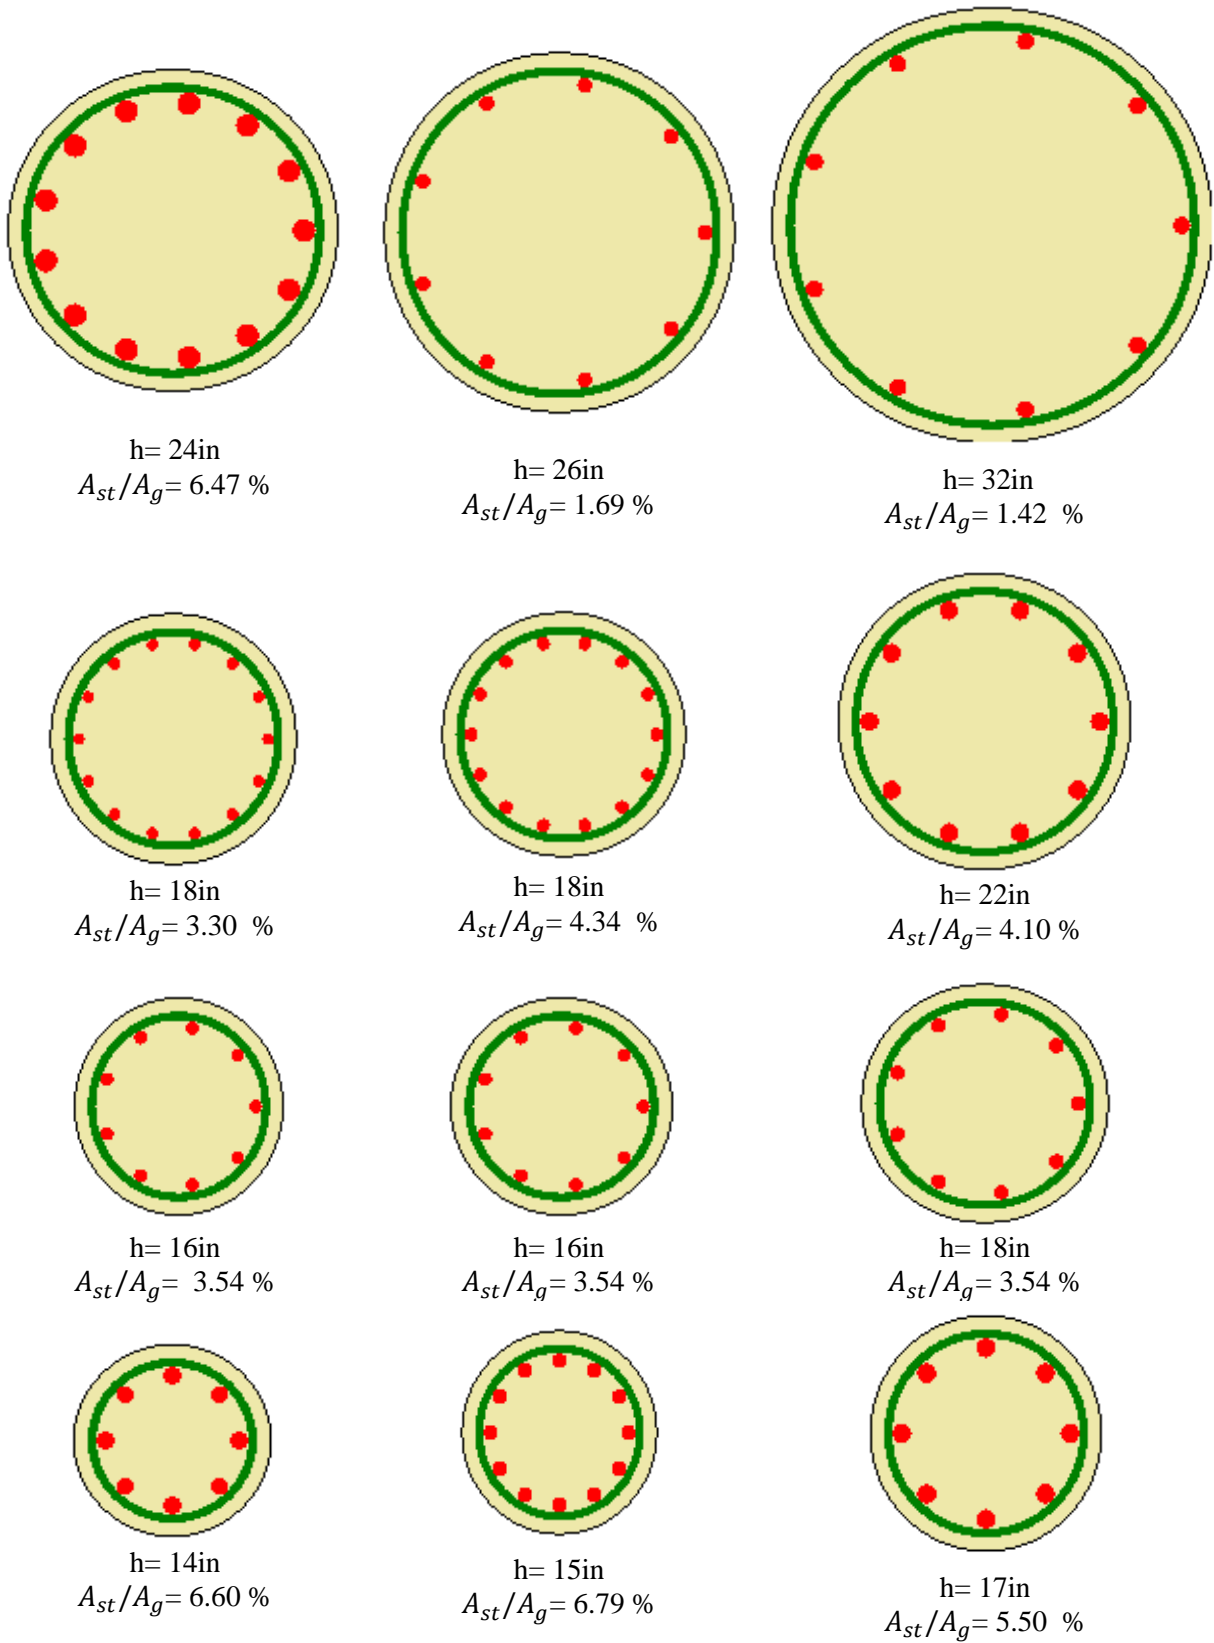 h= 24in
A_st/A_g= 6.47 %
h= 26in
A_st/A_g= 1.69 %
h= 32in
A_st/A_g= 1.42 %
h= 18in
A_st/A_g= 3.30 %
h= 18in
A_st/A_g= 4.34 %
h= 22in
A_st/A_g= 4.10 %
h= 16in
A_st/A_g= 3.54 %
h= 16in
A_st/A_g= 3.54 %
h= 18in
A_st/A_g= 3.54 %
h= 14in
A_st/A_g= 6.60 %
h= 15in
A_st/A_g= 6.79 %
h= 17in
A_st/A_g= 5.50 %